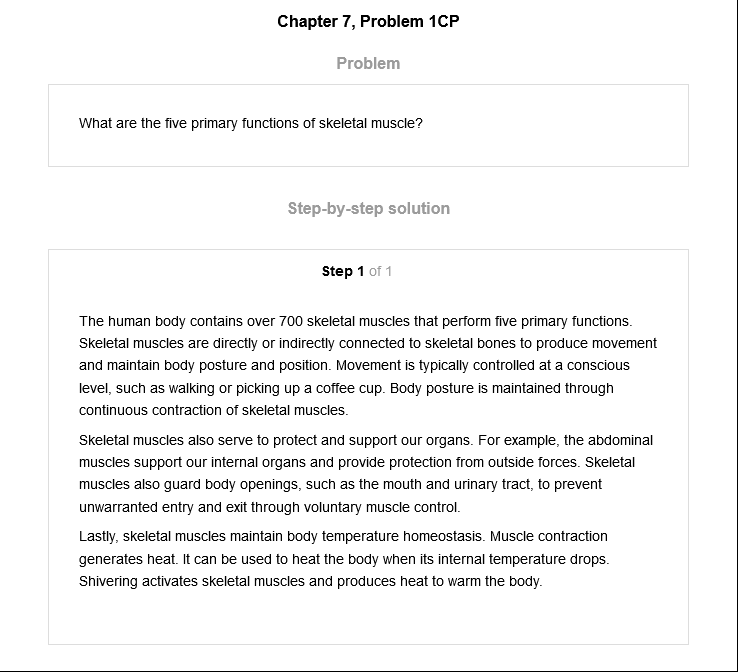 Chapter 7, Problem 1CP
Problem
What are the five primary functions of skeletal muscle?
Step-by-step solution
Step 1 of 1
The human body contains over 700 skeletal muscles that perform five primary functions.
Skeletal muscles are directly or indirectly connected to skeletal bones to produce movement
and maintain body posture and position. Movement is typically controlled at a conscious
level, such as walking or picking up a coffee cup. Body posture is maintained through
continuous contraction of skeletal muscles.
Skeletal muscles also serve to protect and support our organs. For example, the abdominal
muscles support our internal organs and provide protection from outside forces. Skeletal
muscles also guard body openings, such as the mouth and urinary tract, to prevent
unwarranted entry and exit through voluntary muscle control.
Lastly, skeletal muscles maintain body temperature homeostasis. Muscle contraction
generates heat. It can be used to heat the body when its internal temperature drops.
Shivering activates skeletal muscles and produces heat to warm the body.